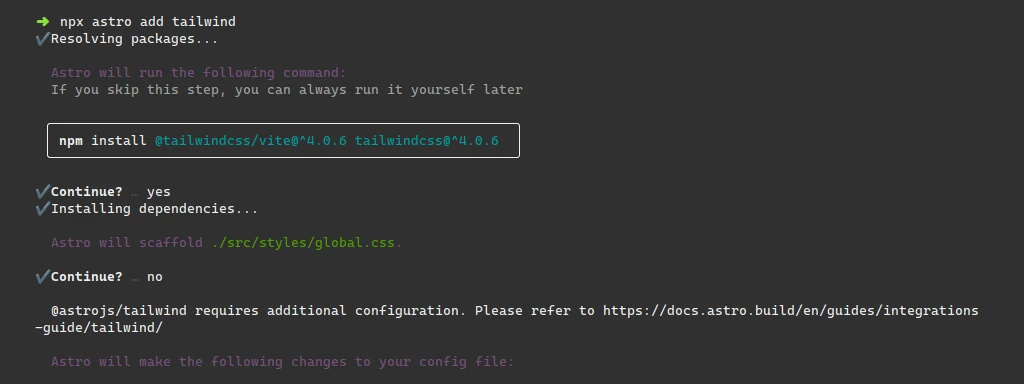 ➜ npx astro add tailwind
✔Resolving packages...
Astro will run the following command:
If you skip this step, you can always run it yourself later
npm install @tailwindcss/vite@^4.0.6 tailwindcss@^4.0.6
✔Continue? … yes
✔Installing dependencies...
Astro will scaffold ./src/styles/global.css.
✔Continue? … no
@astrojs/tailwind requires additional configuration. Please refer to https://docs.astro.build/en/guides/integrations
-guide/tailwind/
Astro will make the following changes to your config file: